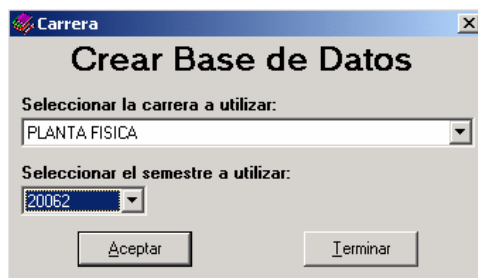 Carrera
Crear Base de Datos
Seleccionar la carrera a utilizar:
PLANTA FISICA
Seleccionar el semestre a utilizar:
20062
Aceptar Terminar